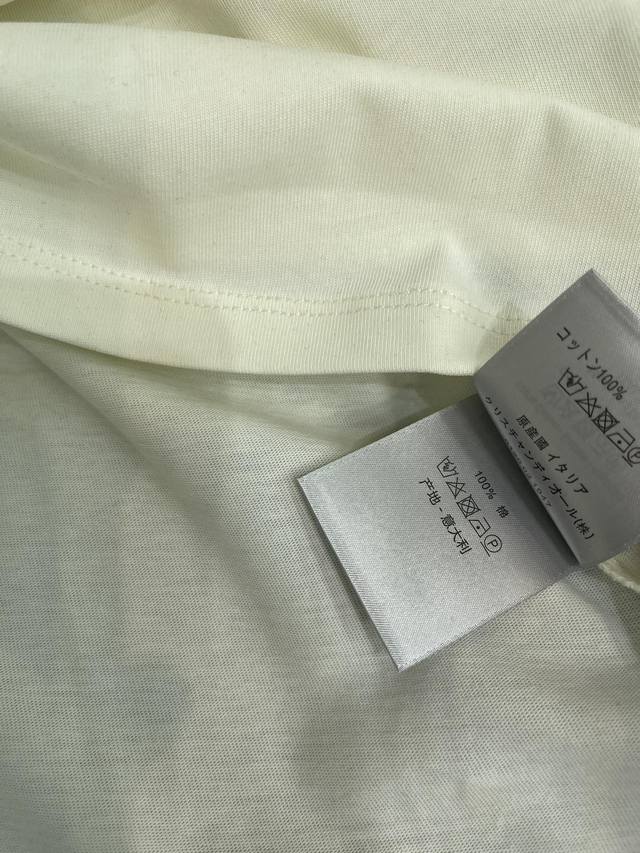 コットン100%
原産國 イタリア
クリスチャンディオール(株)
100% 棉
P
产地 - 意大利